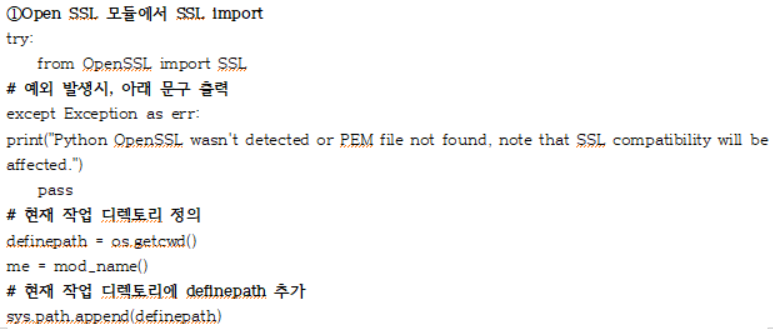 ①Open SSL 모듈에서 SSL import
try:
    from OpenSSL import SSL
# 예외 발생시, 아래 문구 출력
except Exception as err:
print("Python OpenSSL wasn't detected or PEM file not found, note that SSL compatibility will be
affected.")
    pass
# 현재 작업 디렉토리 정의
definepath = os.getcwd()
me = mod_name()
# 현재 작업 디렉토리에 definepath 추가
sys.path.append(definepath)